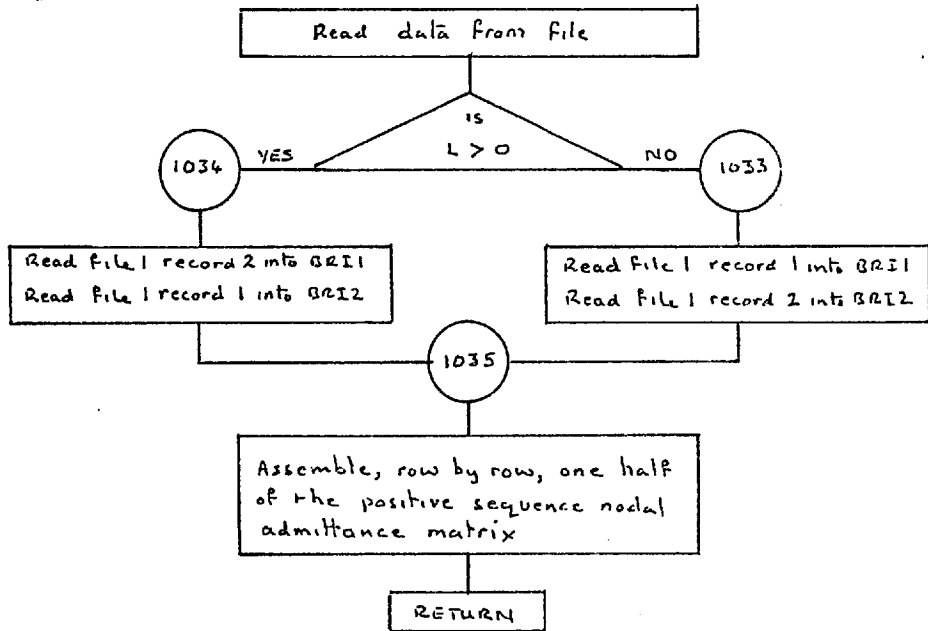 Read data from file
is
L > 0
YES
NO
1034
1033
Read file 1 record 2 into BRI1
Read file 1 record 1 into BRI2
Read file 1 record 1 into BRI1
Read file 1 record 2 into BRI2
1035
Assemble, row by row, one half
of the positive sequence nodal
admittance matrix
RETURN